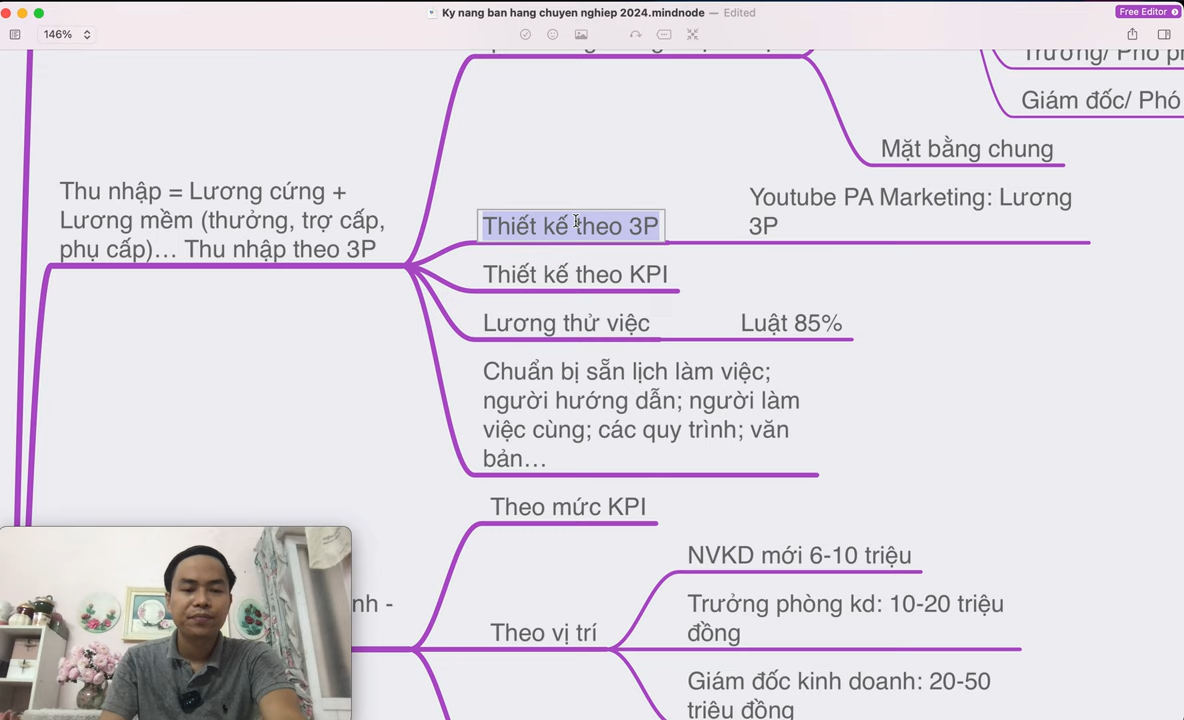 Ky nang ban hang chuyen nghiep 2024.mindnode — Edited
Free Editor
146%
Trưởng/ Phó
Giám đốc/ Phó
Mặt bằng chung
Thu nhập = Lương cứng +
Lương mềm (thưởng, trợ cấp,
phụ cấp)… Thu nhập theo 3P
Thiết kế theo 3P
Youtube PA Marketing: Lương
3P
Thiết kế theo KPI
Lương thử việc
Luật 85%
Chuẩn bị sẵn lịch làm việc;
người hướng dẫn; người làm
việc cùng; các quy trình; văn
bản…
Theo mức KPI
NVKD mới 6-10 triệu
Trưởng phòng kd: 10-20 triệu
đồng
Theo vị trí
Giám đốc kinh doanh: 20-50
triệu đồng